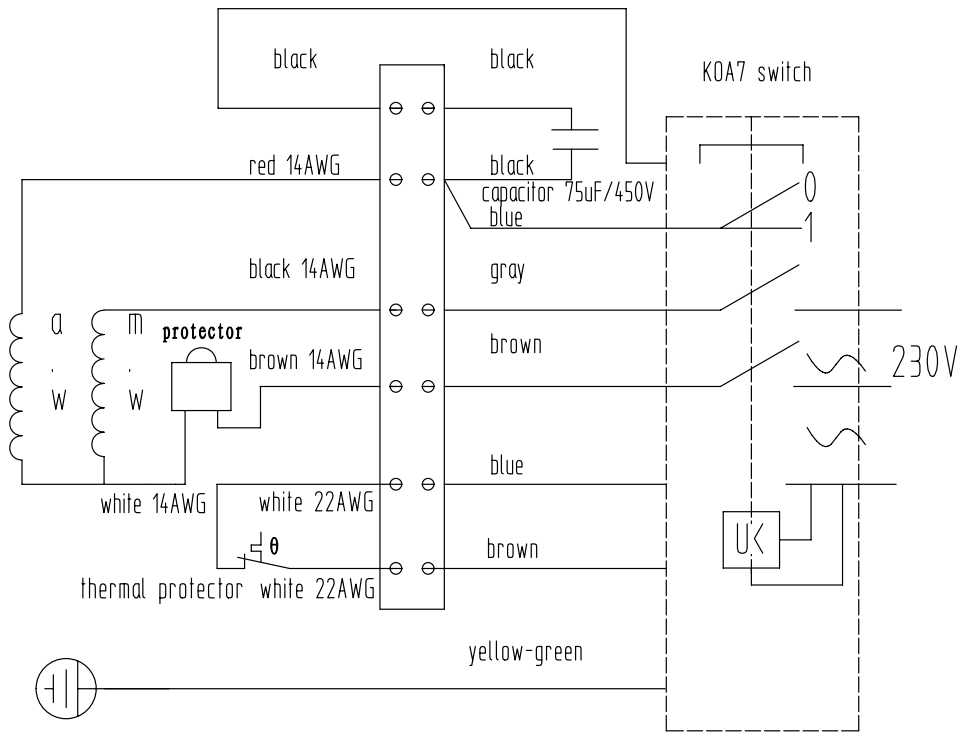 black
black
KOA7 switch
red 14AWG
black
capacitor 75uF/450V
0
blue
1
black 14AWG
gray
a.w
m.w
protector
brown 14AWG
brown
230V
blue
white 14AWG
white 22AWG
U<
θ
brown
thermal protector
white 22AWG
yellow-green